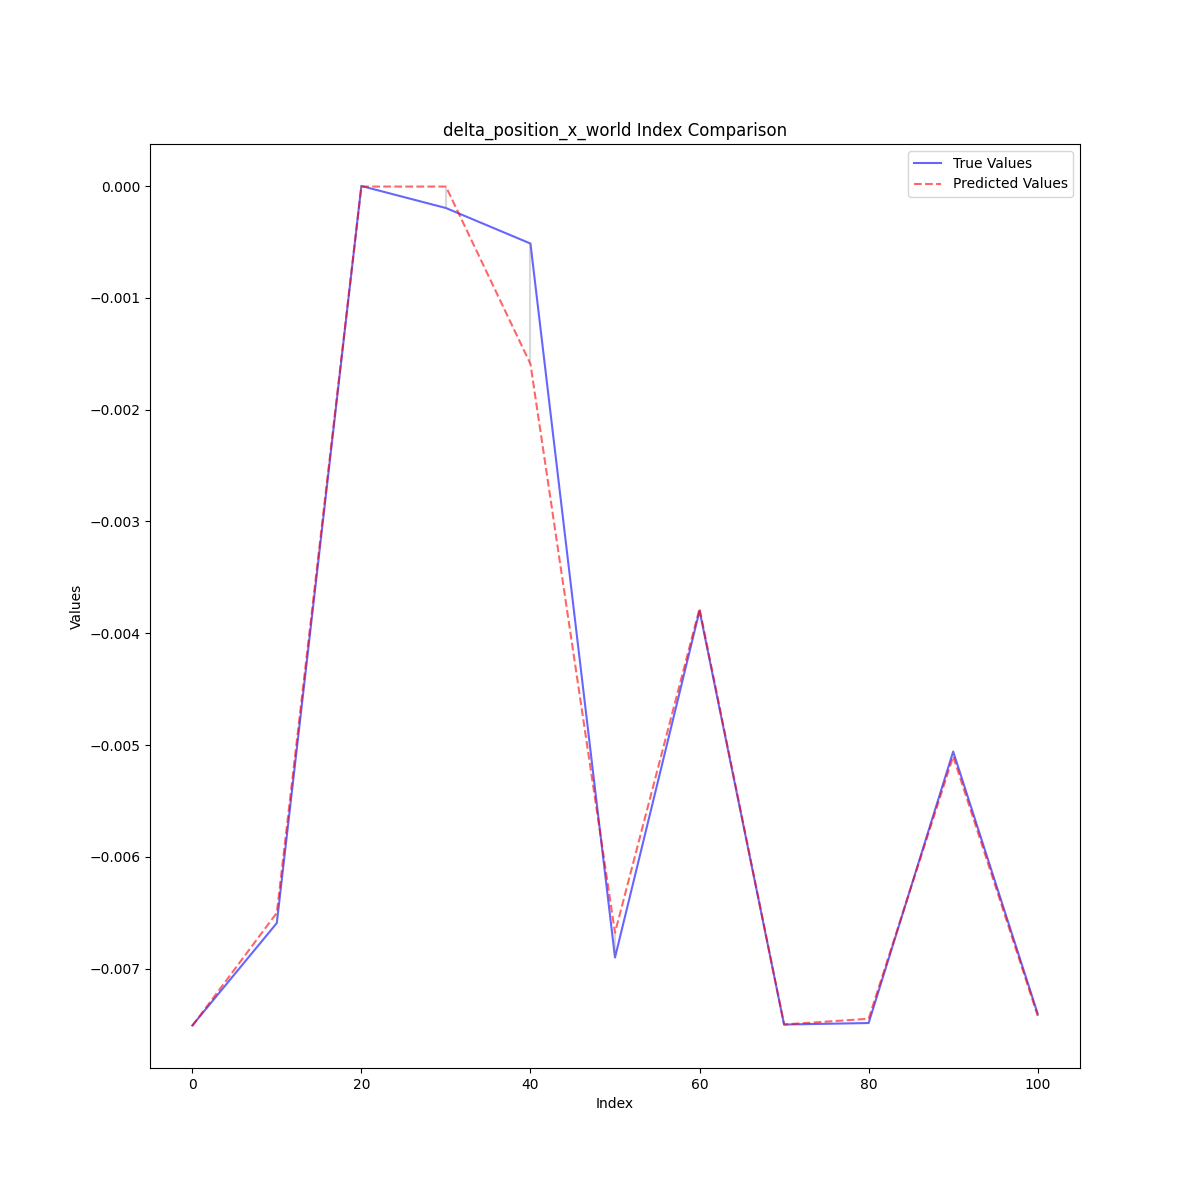 delta_position_x_world Index Comparison
True Values
Predicted Values
0.000
−0.001
−0.002
−0.003
−0.004
−0.005
−0.006
−0.007
Values
0 20 40 60 80 100
Index